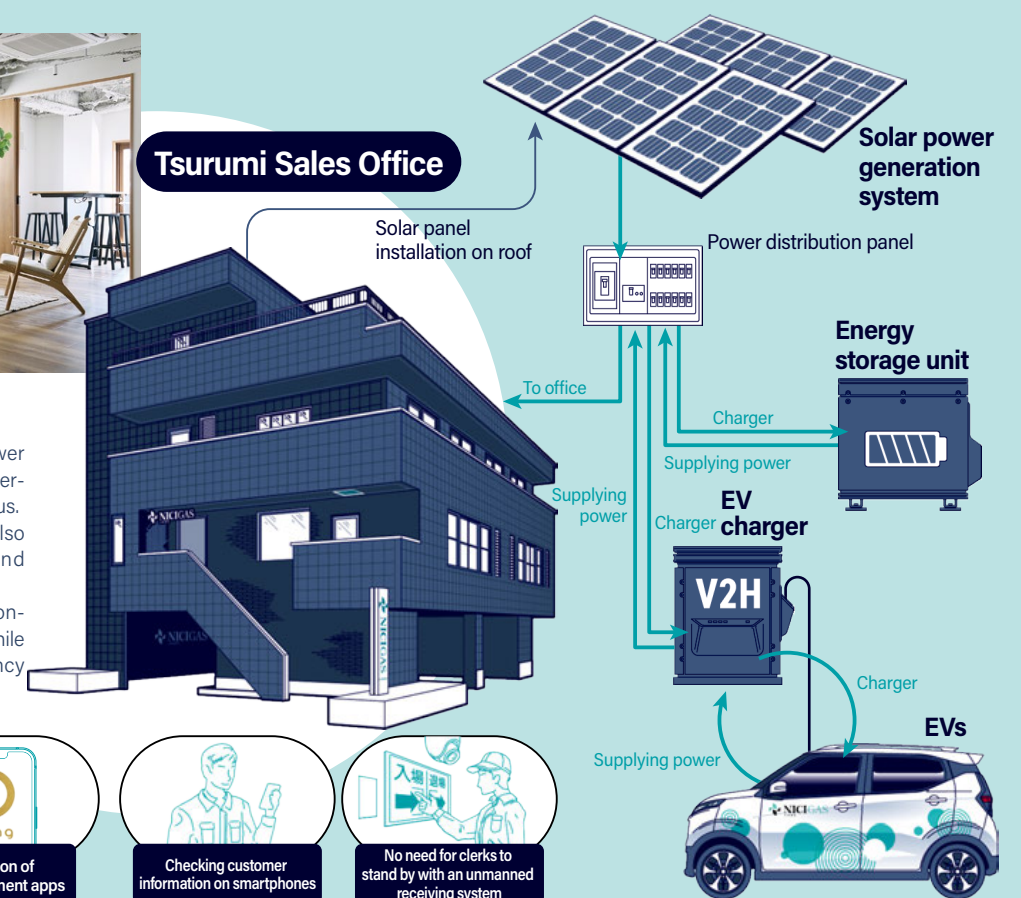 Tsurumi Sales Office
Solar panel
installation on roof
Solar power
generation
system
Power distribution panel
Energy
storage unit
To office
Charger
Supplying power
Supplying
power
Charger
EV
charger
V2H
Charger
Supplying power
EVs
NICIGAS
NICIGAS
NICIGAS
NICIGAS
wer
er-
us.
also
nd
on-
hile
ncy
入場 退場
on of
ment apps
Checking customer
information on smartphones
No need for clerks to
stand by with an unmanned
receiving system